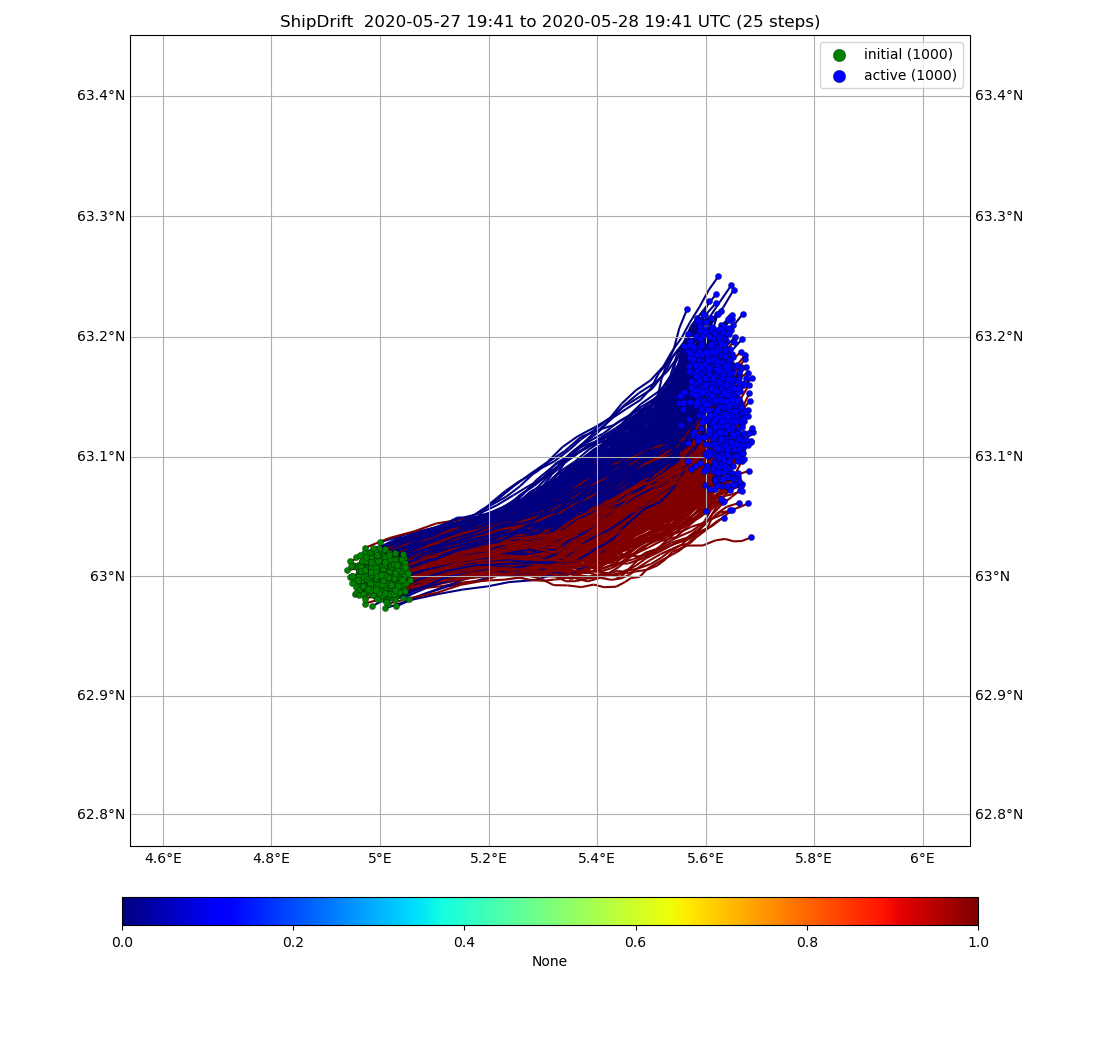 ShipDrift  2020-05-27 19:41 to 2020-05-28 19:41 UTC (25 steps)
initial (1000)
active (1000)
63.4°N 63.4°N
63.3°N 63.3°N
63.2°N 63.2°N
63.1°N 63.1°N
63°N 63°N
62.9°N 62.9°N
62.8°N 62.8°N
4.6°E 4.8°E 5°E 5.2°E 5.4°E 5.6°E 5.8°E 6°E
0.0 0.2 0.4 0.6 0.8 1.0
None